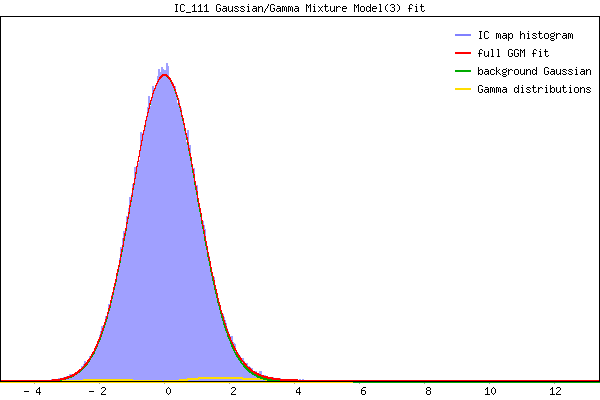 IC_111 Gaussian/Gamma Mixture Model(3) fit
IC map histogram
full GGM fit
background Gaussian
Gamma distributions
-4 -2 0 2 4 6 8 10 12